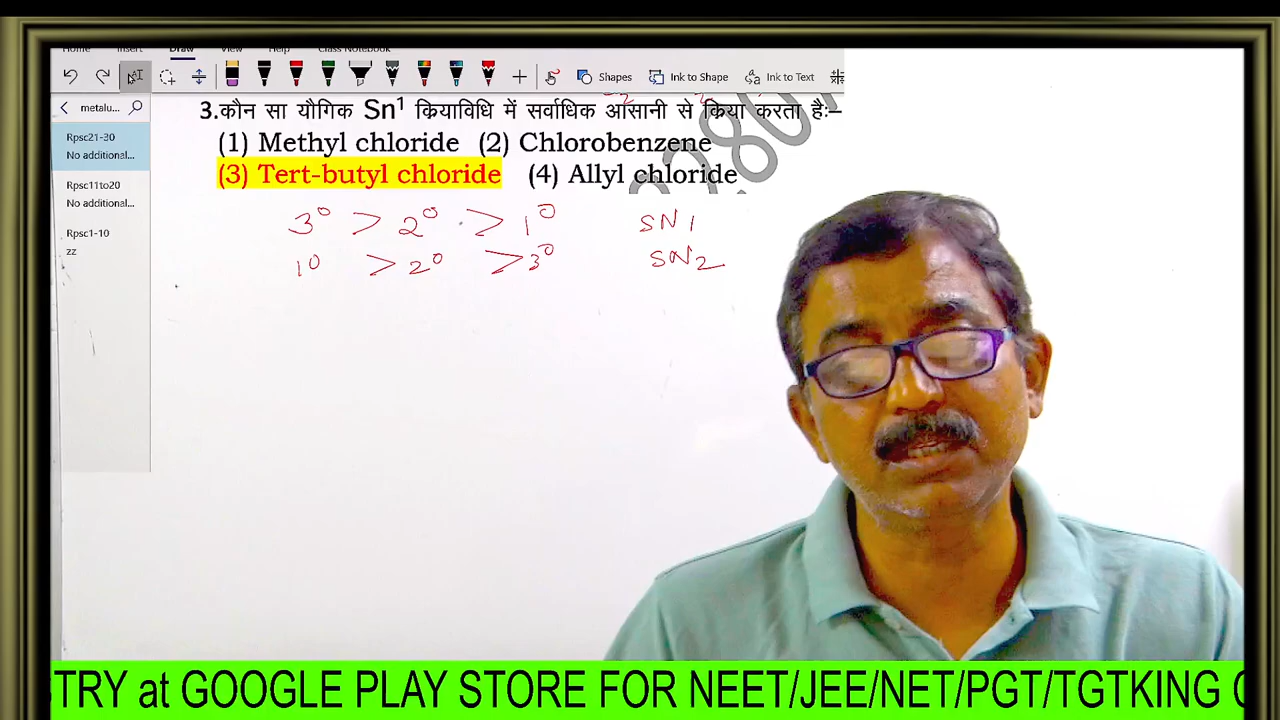 Home Insert Draw View Help Class Notebook
Shapes Ink to Shape Ink to Text
metalu...
Rpsc21-30
No additional...
Rpsc11to20
No additional...
Rpsc1-10
zz
3.कौन सा यौगिक Sn¹ क्रियाविधि में सर्वाधिक आसानी से क्रिया करता है:–
(1) Methyl chloride (2) Chlorobenzene
(3) Tert-butyl chloride (4) Allyl chloride
3° > 2° > 1° SN1
1° > 2° > 3° SN2
STRY at GOOGLE PLAY STORE FOR NEET/JEE/NET/PGT/TGTKING